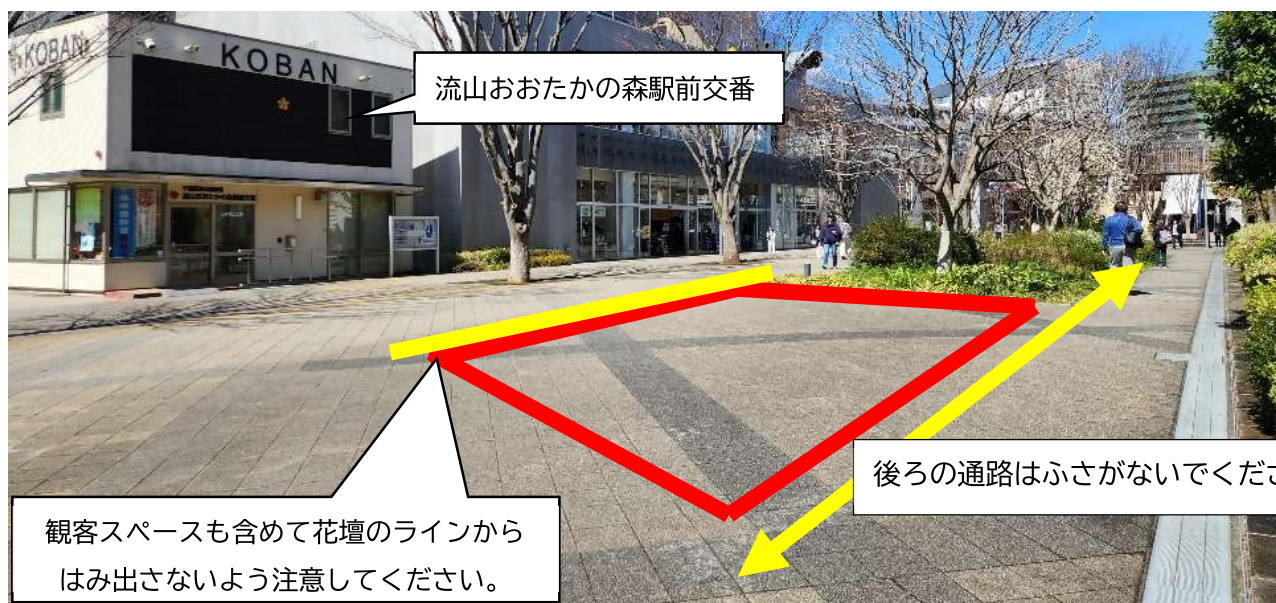 KOBAN
KOBAN
流山おおたかの森駅前交番
後ろの通路はふさがないでくださ
観客スペースも含めて花壇のラインから
はみ出さないよう注意してください。